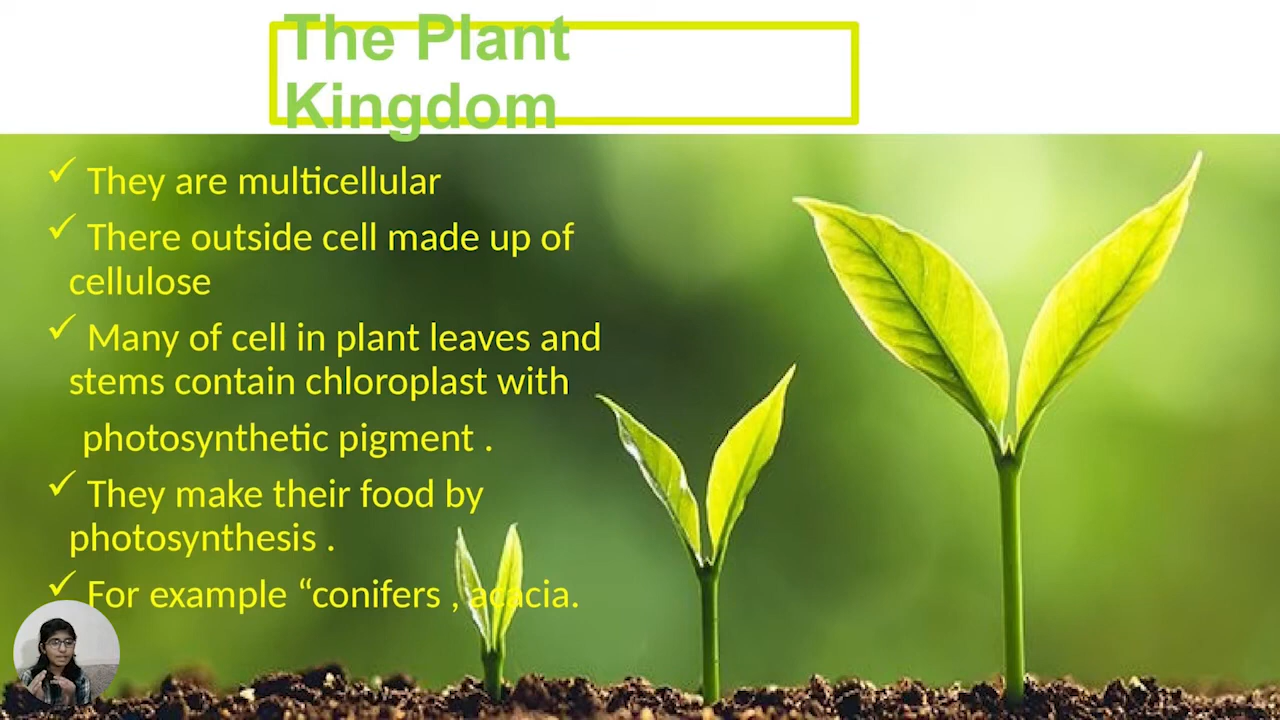 The Plant
Kingdom
✓ They are multicellular
✓ There outside cell made up of
cellulose
✓ Many of cell in plant leaves and
stems contain chloroplast with
photosynthetic pigment .
✓ They make their food by
photosynthesis .
✓ For example “conifers , acacia.